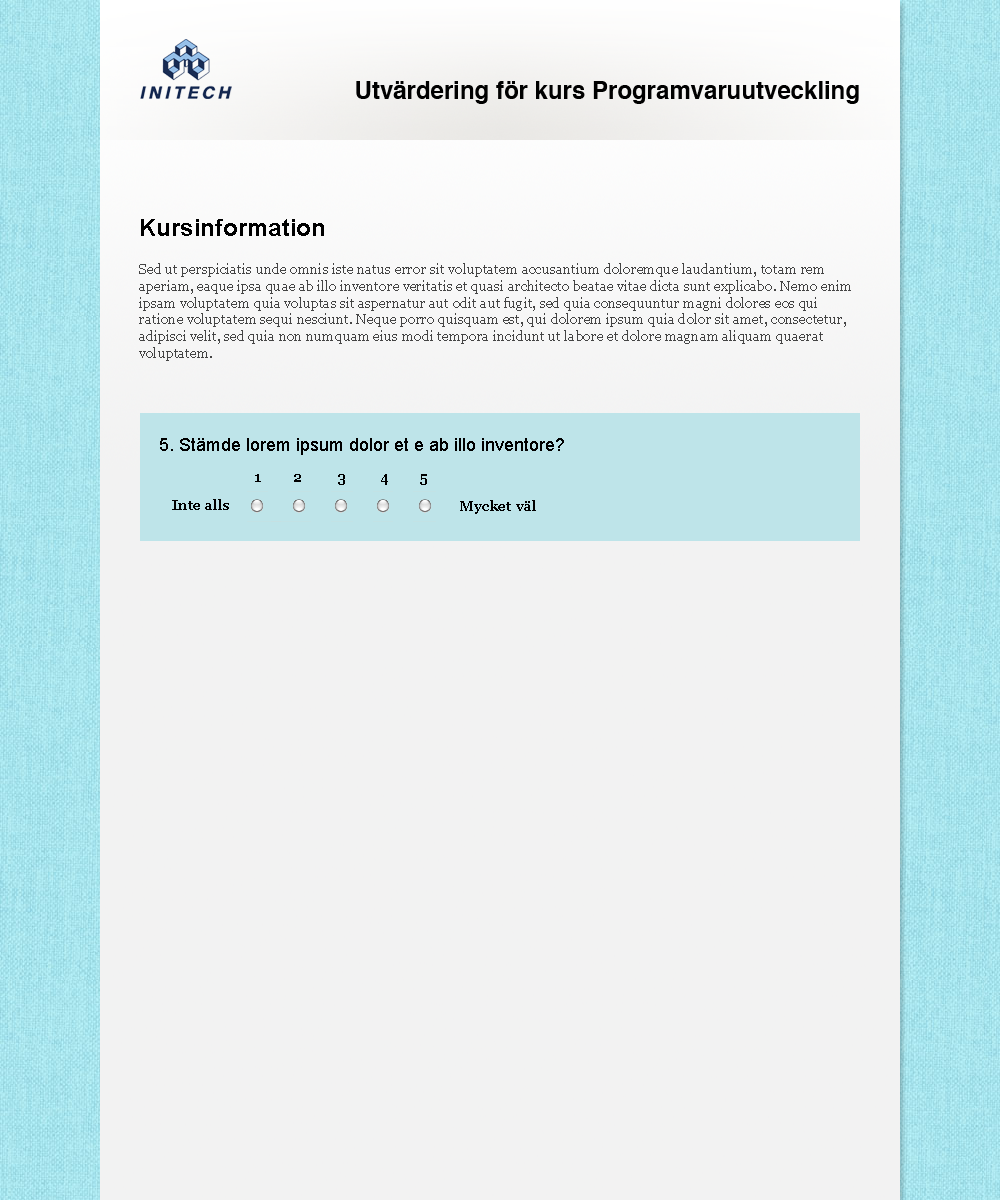 INITECH
Utvärdering för kurs Programvaruutveckling
Kursinformation
Sed ut perspiciatis unde omnis iste natus error sit voluptatem accusantium doloremque laudantium, totam rem
aperiam, eaque ipsa quae ab illo inventore veritatis et quasi architecto beatae vitae dicta sunt explicabo. Nemo enim
ipsam voluptatem quia voluptas sit aspernatur aut odit aut fugit, sed quia consequuntur magni dolores eos qui
ratione voluptatem sequi nesciunt. Neque porro quisquam est, qui dolorem ipsum quia dolor sit amet, consectetur,
adipisci velit, sed quia non numquam eius modi tempora incidunt ut labore et dolore magnam aliquam quaerat
voluptatem.
5. Stämde lorem ipsum dolor et e ab illo inventore?
1 2 3 4 5
Inte alls Mycket väl